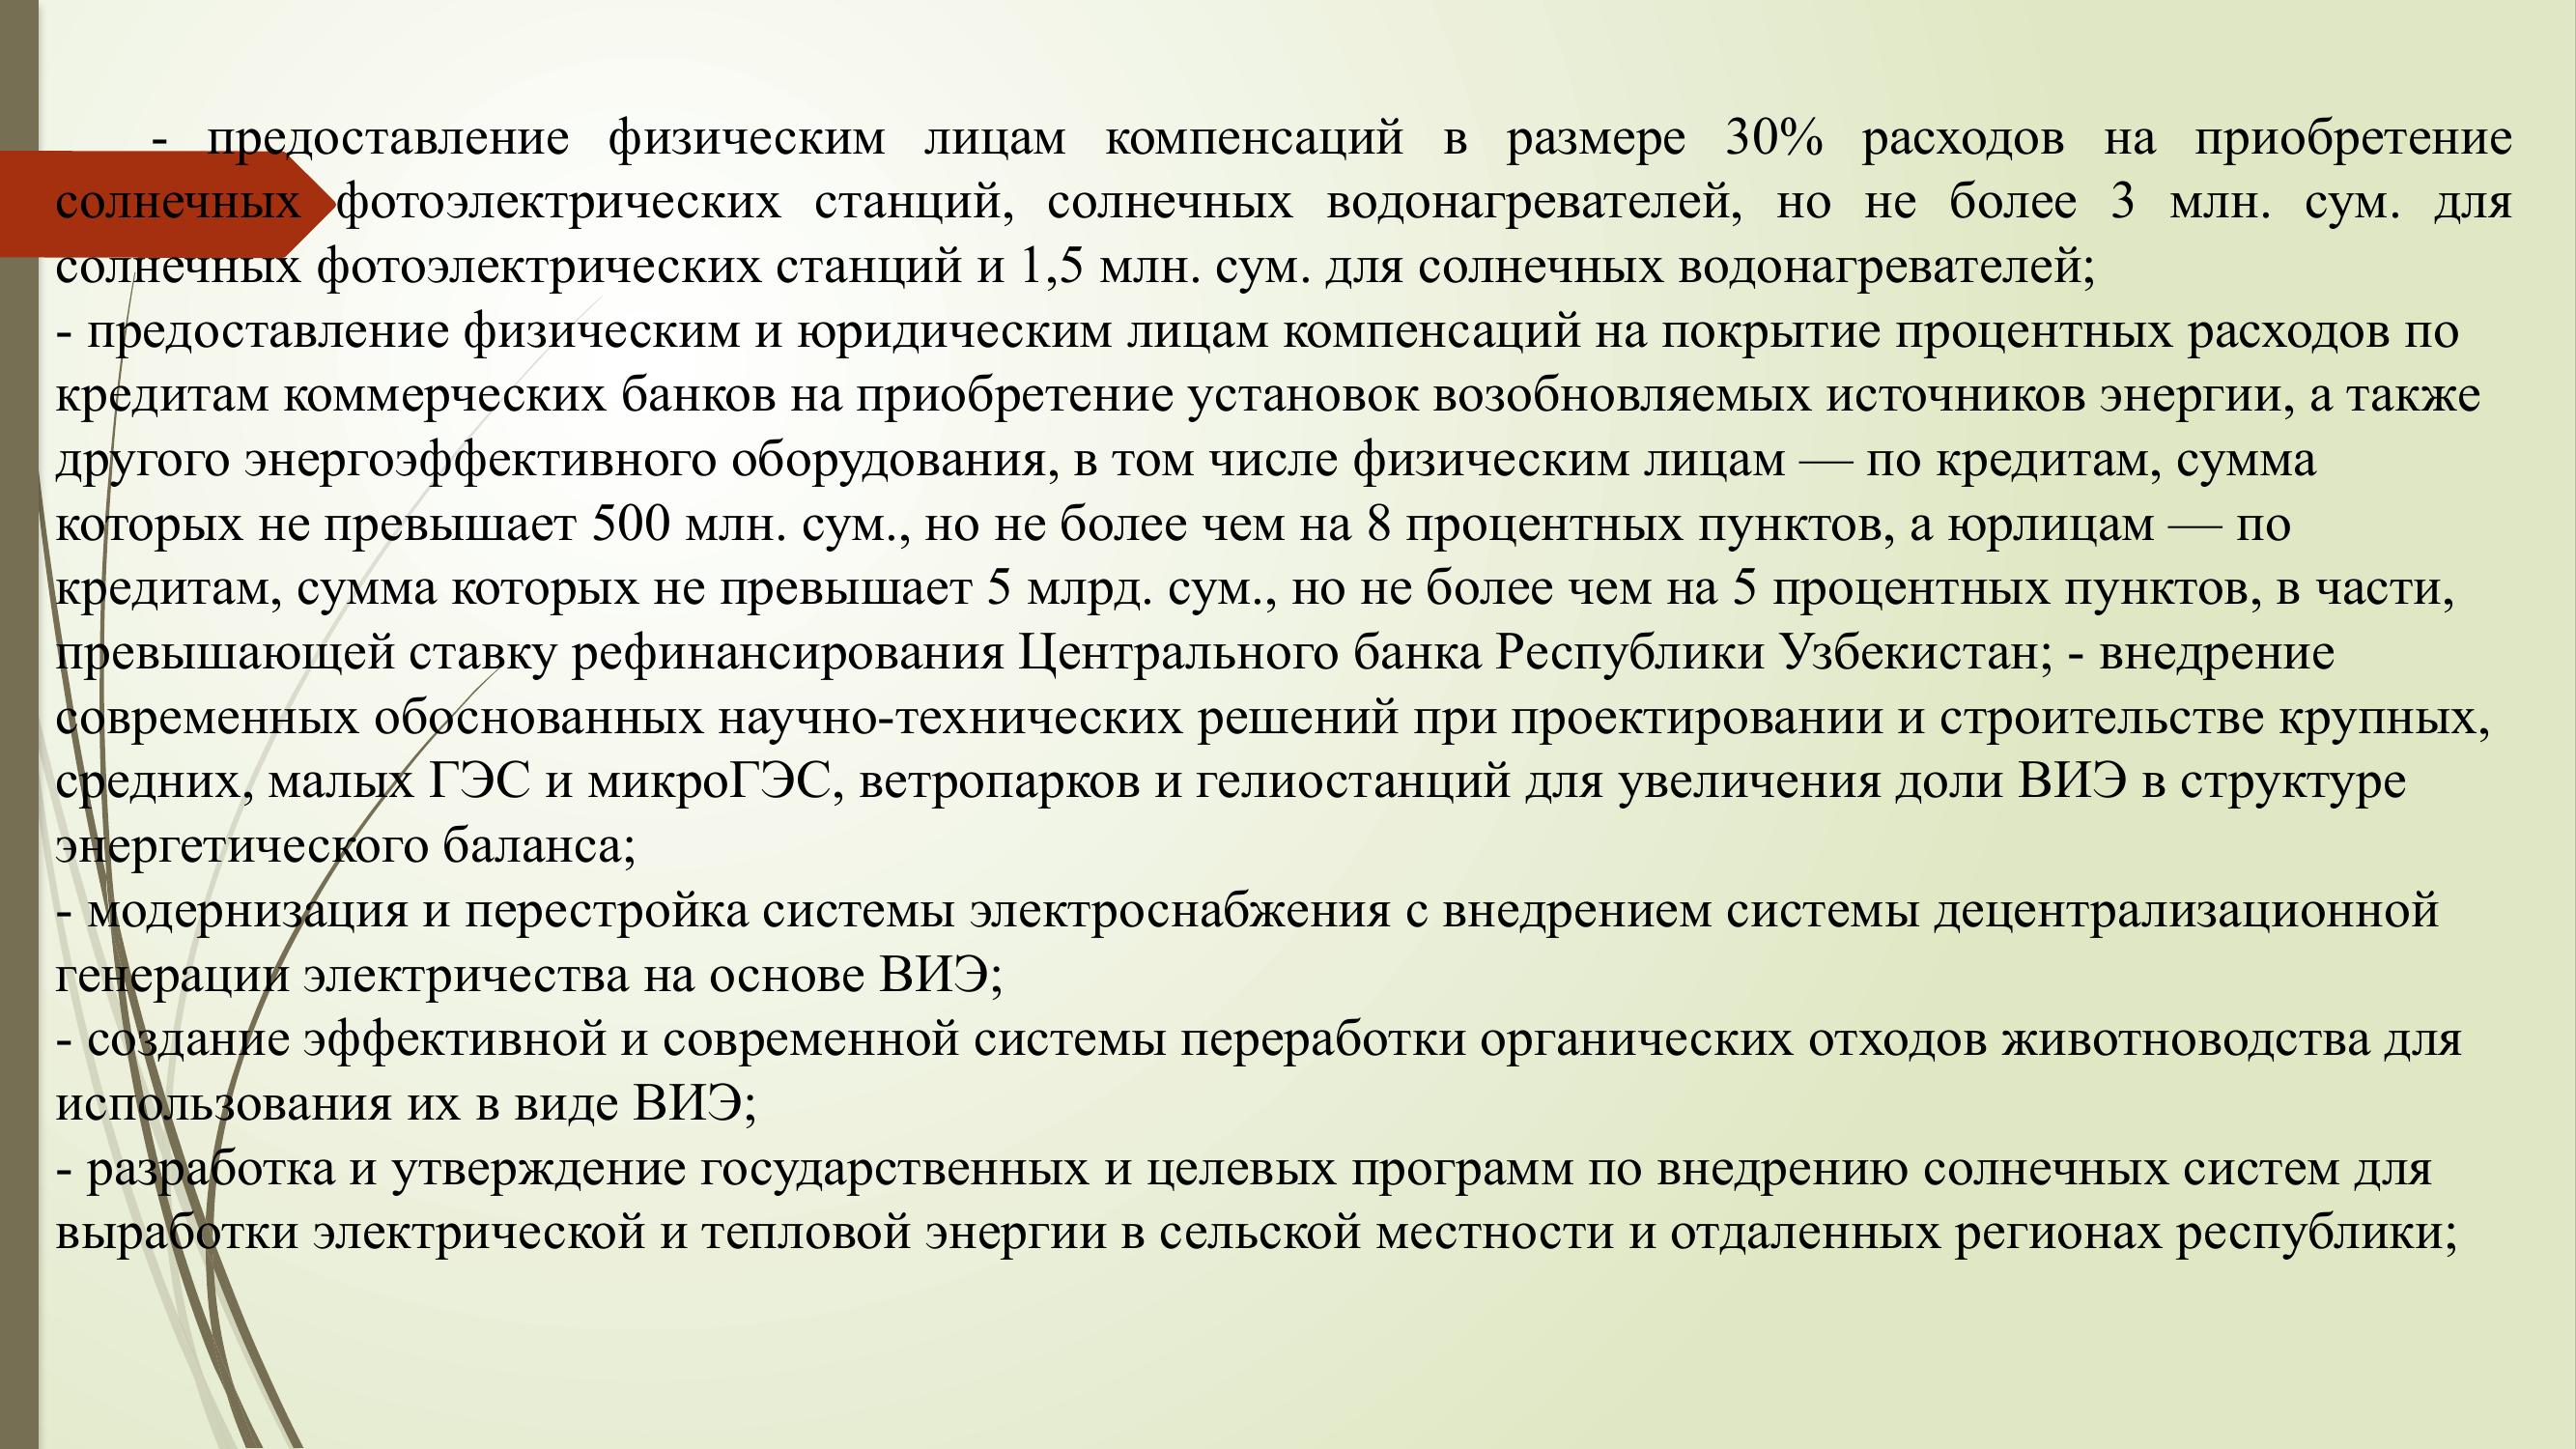 - предоставление физическим лицам компенсаций в размере 30% расходов на приобретение
солнечных фотоэлектрических станций, солнечных водонагревателей, но не более 3 млн. сум. для
солнечных фотоэлектрических станций и 1,5 млн. сум. для солнечных водонагревателей;
- предоставление физическим и юридическим лицам компенсаций на покрытие процентных расходов по
кредитам коммерческих банков на приобретение установок возобновляемых источников энергии, а также
другого энергоэффективного оборудования, в том числе физическим лицам — по кредитам, сумма
которых не превышает 500 млн. сум., но не более чем на 8 процентных пунктов, а юрлицам — по
кредитам, сумма которых не превышает 5 млрд. сум., но не более чем на 5 процентных пунктов, в части,
превышающей ставку рефинансирования Центрального банка Республики Узбекистан; - внедрение
современных обоснованных научно-технических решений при проектировании и строительстве крупных,
средних, малых ГЭС и микроГЭС, ветропарков и гелиостанций для увеличения доли ВИЭ в структуре
энергетического баланса;
- модернизация и перестройка системы электроснабжения с внедрением системы децентрализационной
генерации электричества на основе ВИЭ;
- создание эффективной и современной системы переработки органических отходов животноводства для
использования их в виде ВИЭ;
- разработка и утверждение государственных и целевых программ по внедрению солнечных систем для
выработки электрической и тепловой энергии в сельской местности и отдаленных регионах республики;